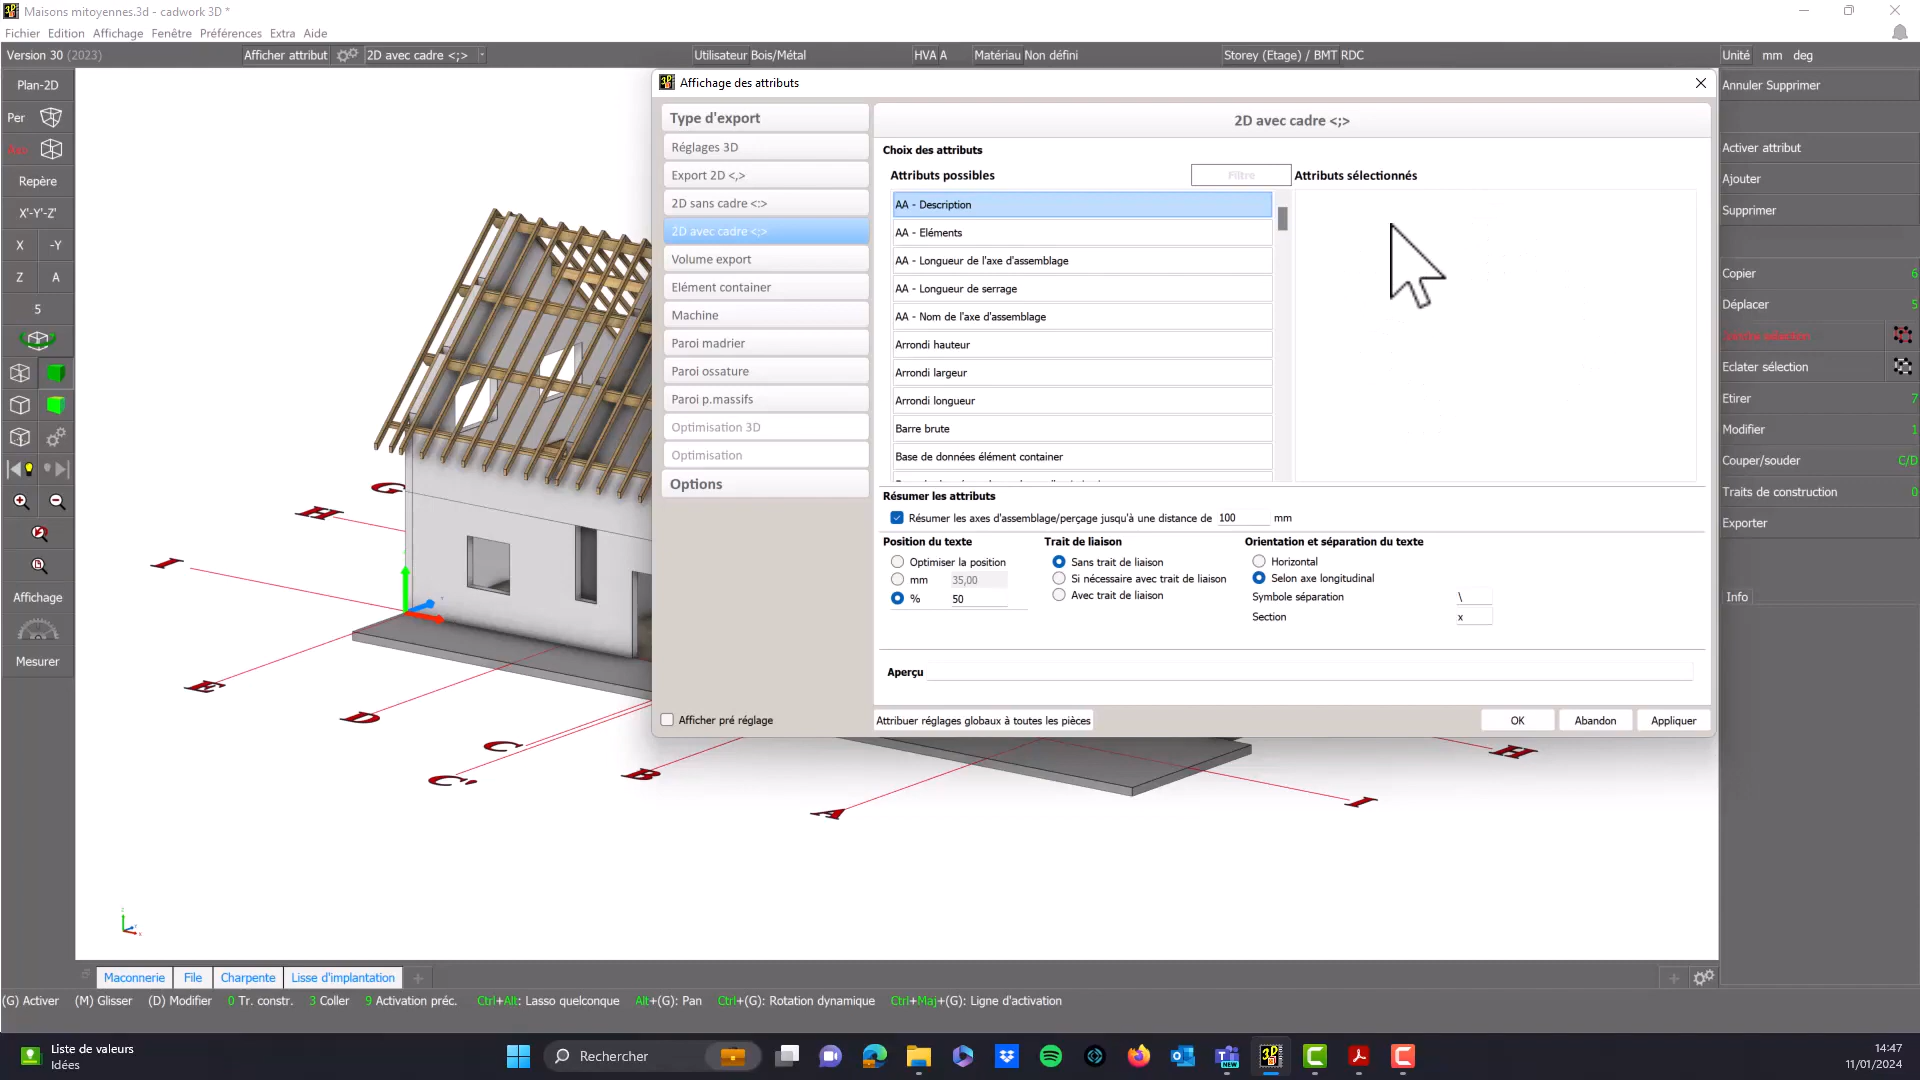 Maisons mitoyennes.3d - cadwork 3D *
Fichier Edition Affichage Fenêtre Préférences Extra Aide
Version 30 (2023)
Afficher attribut
2D avec cadre <;>
Utilisateur Bois/Métal
HVA A
Matériau Non défini
Storey (Etage) / BMT RDC
Unité mm deg
Plan-2D
Per
Repère
X'-Y'-Z'
X -Y
Z A
5
Affichage
Mesurer
Affichage des attributs
Type d'export
Réglages 3D
Export 2D <,>
2D sans cadre <:>
2D avec cadre <;>
Volume export
Elément container
Machine
Paroi madrier
Paroi ossature
Paroi p.massifs
Optimisation 3D
Optimisation
Options
Afficher pré réglage
2D avec cadre <;>
Choix des attributs
Attributs possibles
Filtre
Attributs sélectionnés
AA - Description
AA - Eléments
AA - Longueur de l'axe d'assemblage
AA - Longueur de serrage
AA - Nom de l'axe d'assemblage
Arrondi hauteur
Arrondi largeur
Arrondi longueur
Barre brute
Base de données élément container
Résumer les attributs
Résumer les axes d'assemblage/perçage jusqu'à une distance de 100 mm
Position du texte
Optimiser la position
mm 35,00
% 50
Trait de liaison
Sans trait de liaison
Si nécessaire avec trait de liaison
Avec trait de liaison
Orientation et séparation du texte
Horizontal
Selon axe longitudinal
Symbole séparation \
Section x
Aperçu
Attribuer réglages globaux à toutes les pièces
OK
Abandon
Appliquer
Annuler Supprimer
Activer attribut
Ajouter
Supprimer
Copier 6
Déplacer 5
Eclater sélection
Etirer 7
Modifier 1
Couper/souder C/D
Traits de construction 0
Exporter
Info
G
H
I
E
D
C
C'
B
A
I
H
Maconnerie
File
Charpente
Lisse d'implantation
(G) Activer (M) Glisser (D) Modifier 0 Tr. constr. 3 Coller 9 Activation préc. Ctrl+Alt: Lasso quelconque Alt+(G): Pan Ctrl+(G): Rotation dynamique Ctrl+Maj+(G): Ligne d'activation
Liste de valeurs
Idées
Rechercher
NEW
14:47
11/01/2024